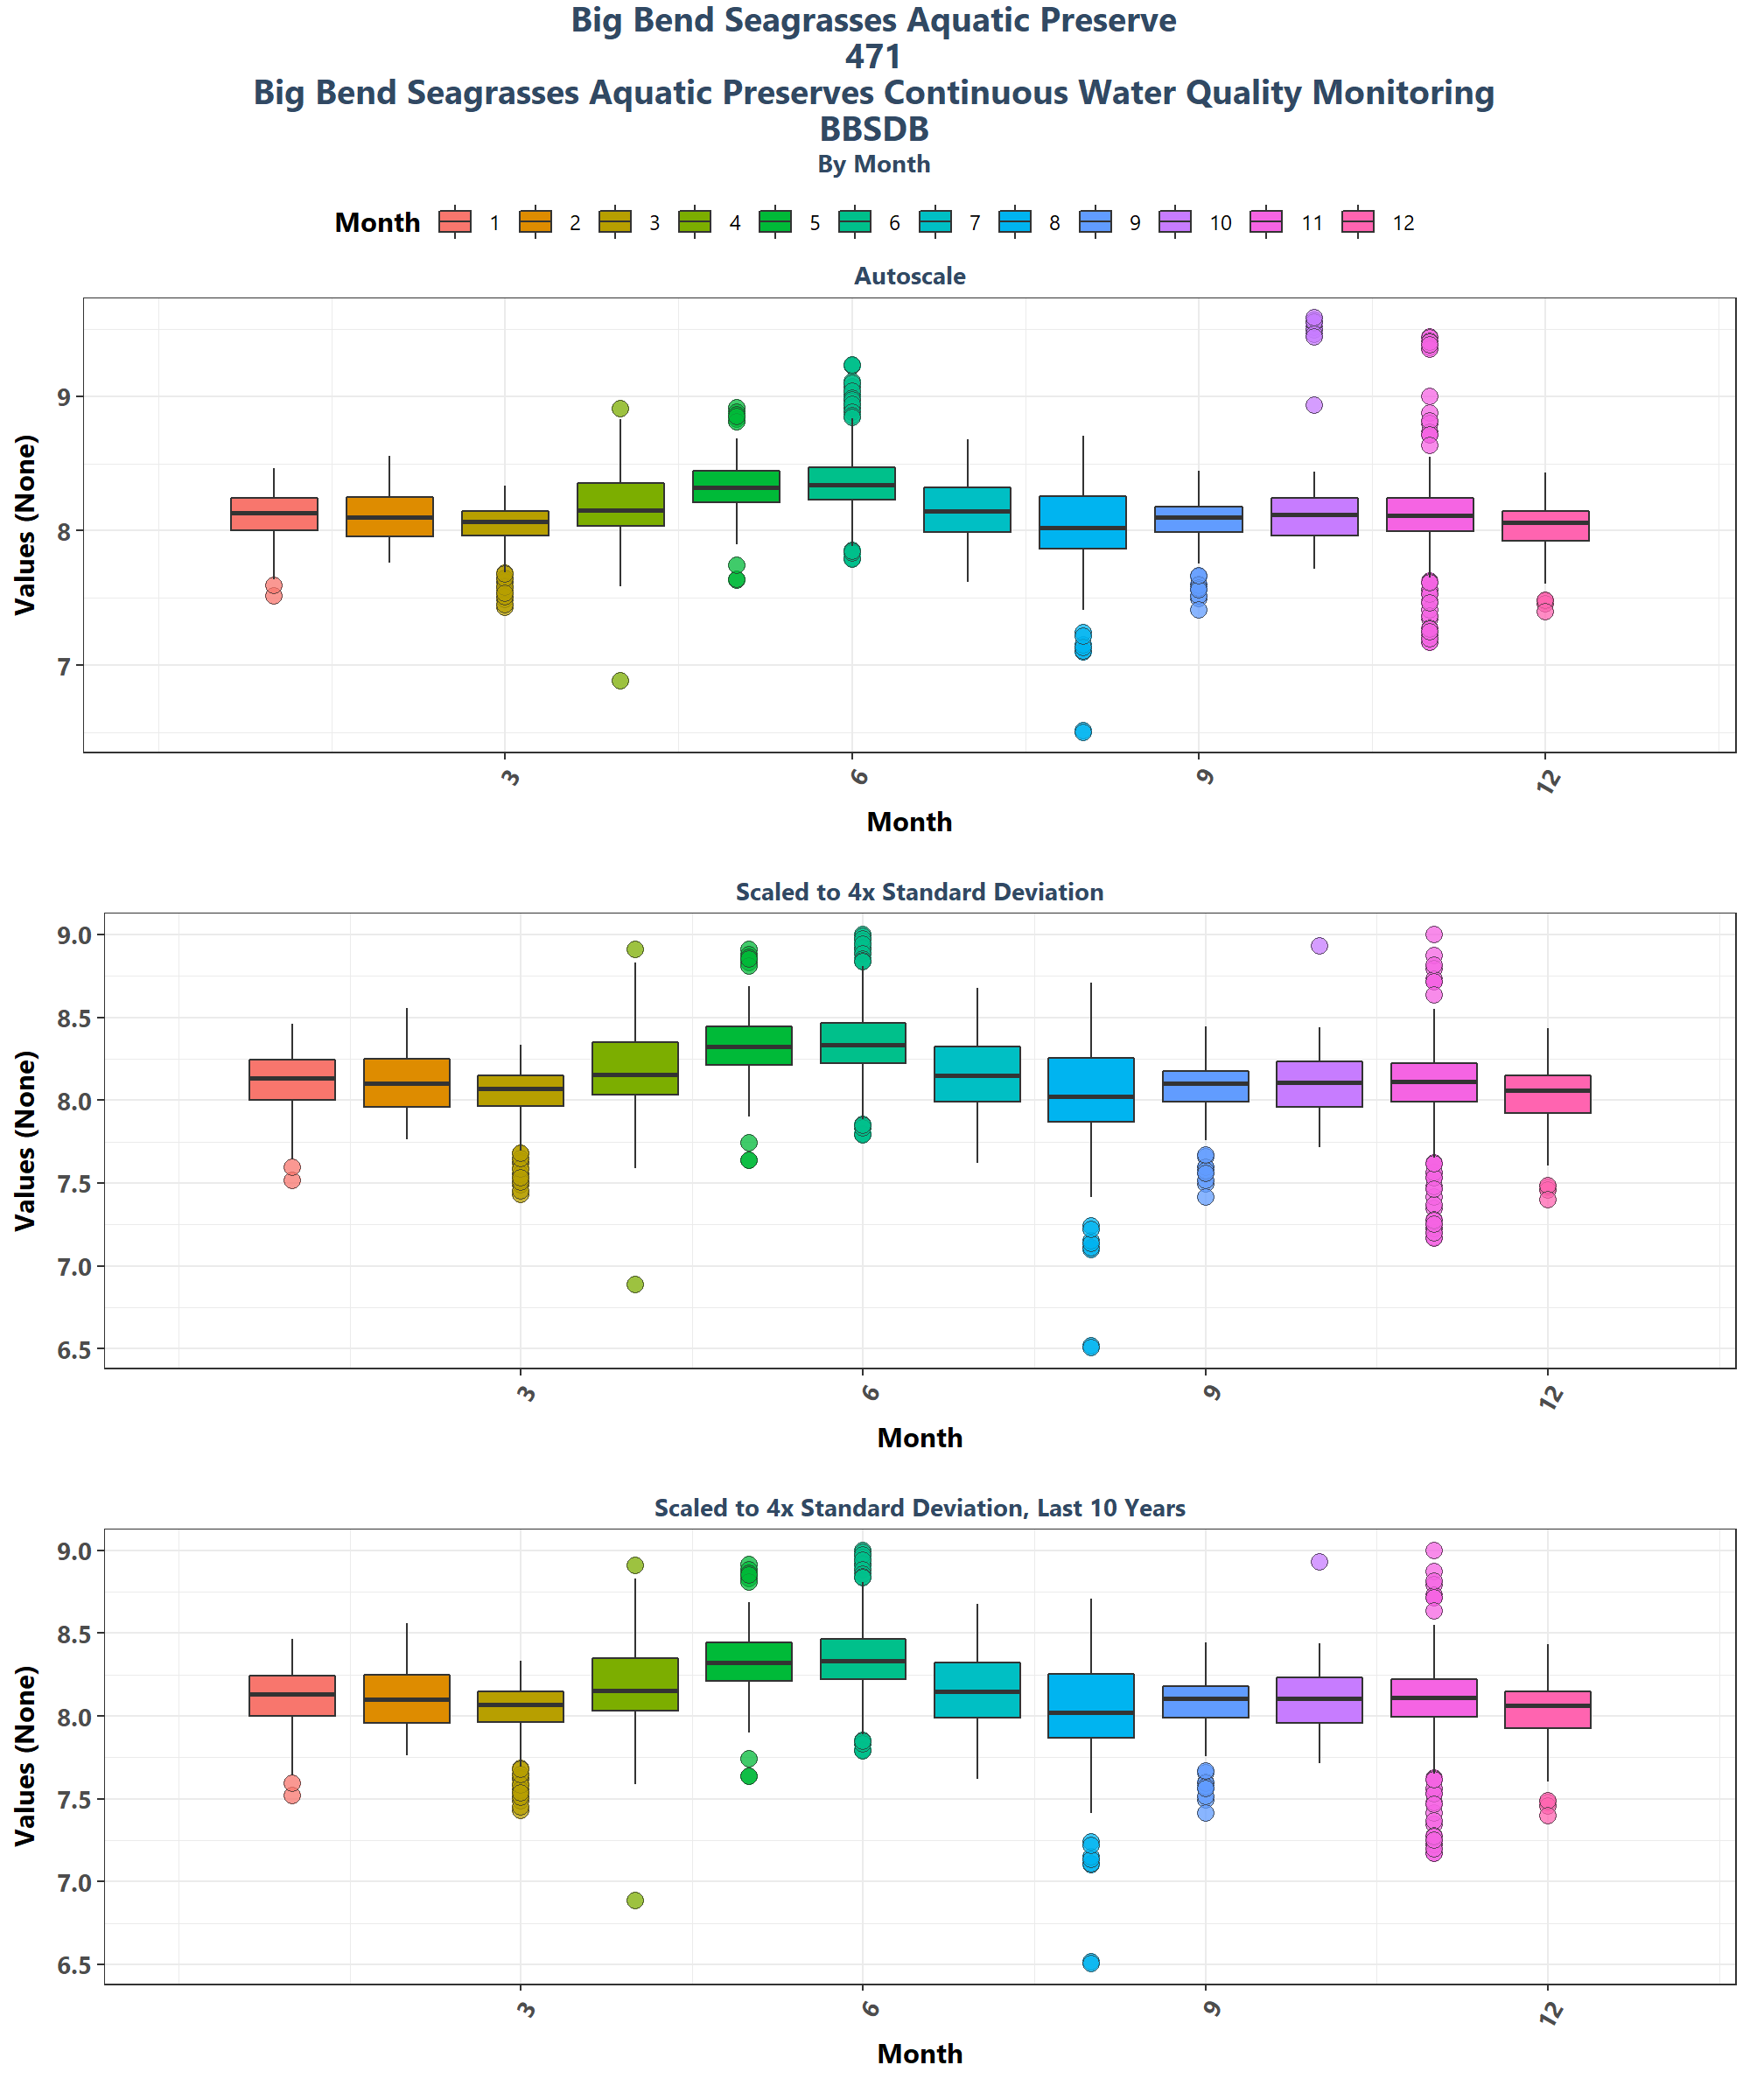 Big Bend Seagrasses Aquatic Preserve
471
Big Bend Seagrasses Aquatic Preserves Continuous Water Quality Monitoring
BBSDB
By Month
Month 1 2 3 4 5 6 7 8 9 10 11 12
Autoscale
Values (None)
9
8
7
3 6 9 12
Month
Scaled to 4x Standard Deviation
Values (None)
9.0
8.5
8.0
7.5
7.0
6.5
3 6 9 12
Month
Scaled to 4x Standard Deviation, Last 10 Years
Values (None)
9.0
8.5
8.0
7.5
7.0
6.5
3 6 9 12
Month